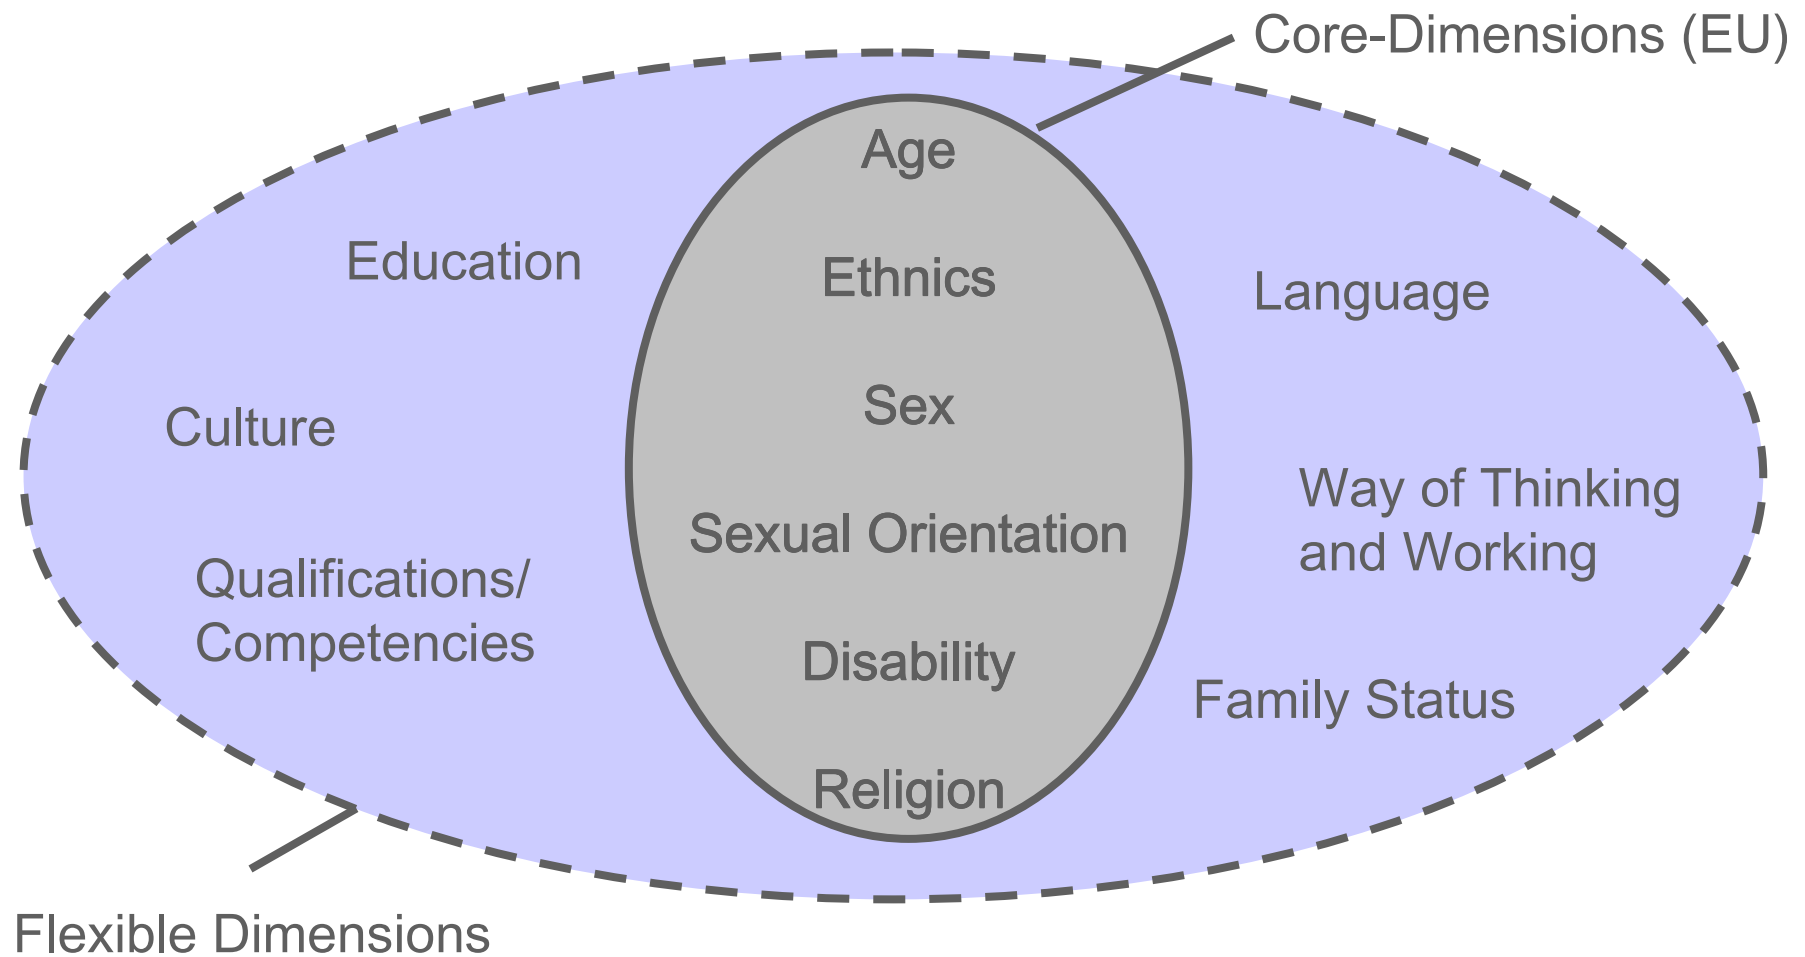 Core-Dimensions (EU)
Age
Education
Ethnics
Language
Sex
Culture
Way of Thinking
and Working
Sexual Orientation
Qualifications/
Competencies
Disability
Family Status
Religion
Flexible Dimensions